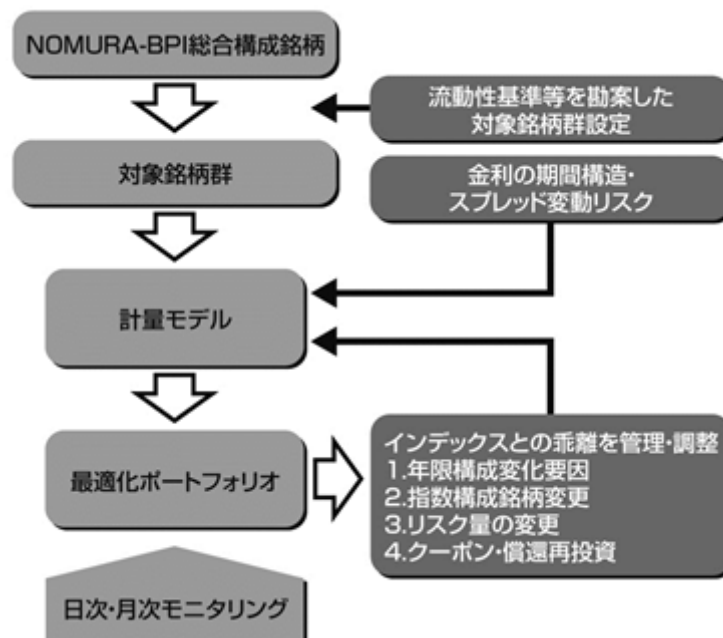 NOMURA-BPI総合構成銘柄
流動性基準等を勘案した
対象銘柄群設定
対象銘柄群
金利の期間構造・
スプレッド変動リスク
計量モデル
最適化ポートフォリオ
インデックスとの乖離を管理・調整
1.年限構成変化要因
2.指数構成銘柄変更
3.リスク量の変更
4.クーポン・償還再投資
日次・月次モニタリング